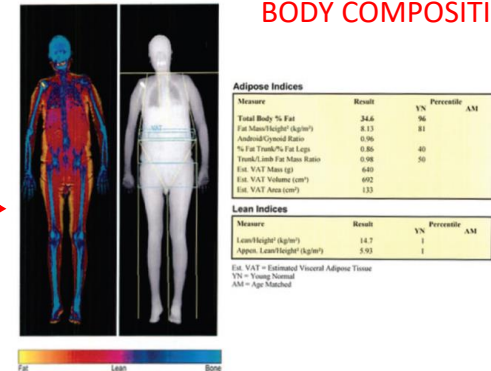 BODY COMPOSITI
Adipose Indices
Measure Result Percentile
YN AM
Total Body % Fat 34.6 96
Fat Mass/Height² (kg/m²) 8.13 81
Android/Gynoid Ratio 0.96
% Fat Trunk/% Fat Legs 0.86 40
Trunk/Limb Fat Mass Ratio 0.98 50
Est. VAT Mass (g) 640
Est. VAT Volume (cm³) 692
Est. VAT Area (cm²) 133
Lean Indices
Measure Result Percentile
YN AM
Lean/Height² (kg/m²) 14.7 1
Appen. Lean/Height² (kg/m²) 5.93 1
Est. VAT = Estimated Visceral Adipose Tissue
YN = Young Normal
AM = Age Matched
Fat Lean Bone